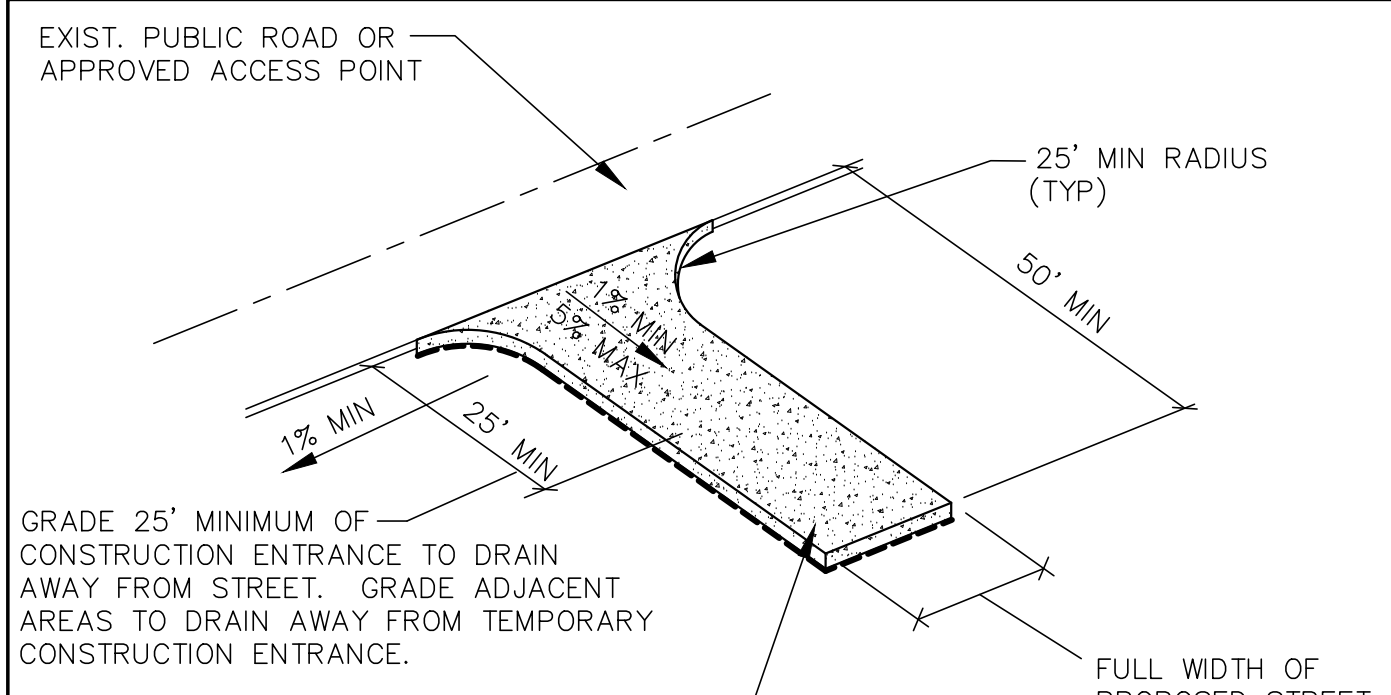 EXIST. PUBLIC ROAD OR
APPROVED ACCESS POINT
25' MIN RADIUS
(TYP)
50' MIN
1% MIN
5% MAX
1% MIN
25' MIN
GRADE 25' MINIMUM OF
CONSTRUCTION ENTRANCE TO DRAIN
AWAY FROM STREET. GRADE ADJACENT
AREAS TO DRAIN AWAY FROM TEMPORARY
CONSTRUCTION ENTRANCE.
FULL WIDTH OF
PROPOSED STREET